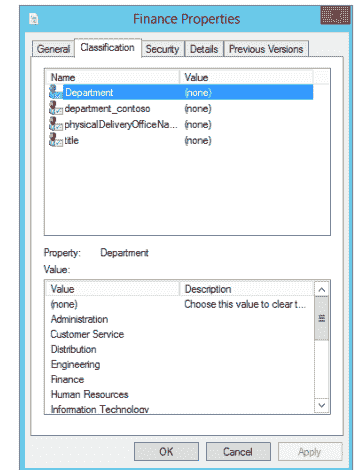 Finance Properties
General Classification Security Details Previous Versions
Name Value
Department (none)
department_contoso (none)
physicalDeliveryOfficeNa... (none)
title (none)
Property: Department
Value:
Value Description
(none) Choose this value to clear t...
Administration
Customer Service
Distribution
Engineering
Finance
Human Resources
Information Technology
OK Cancel Apply